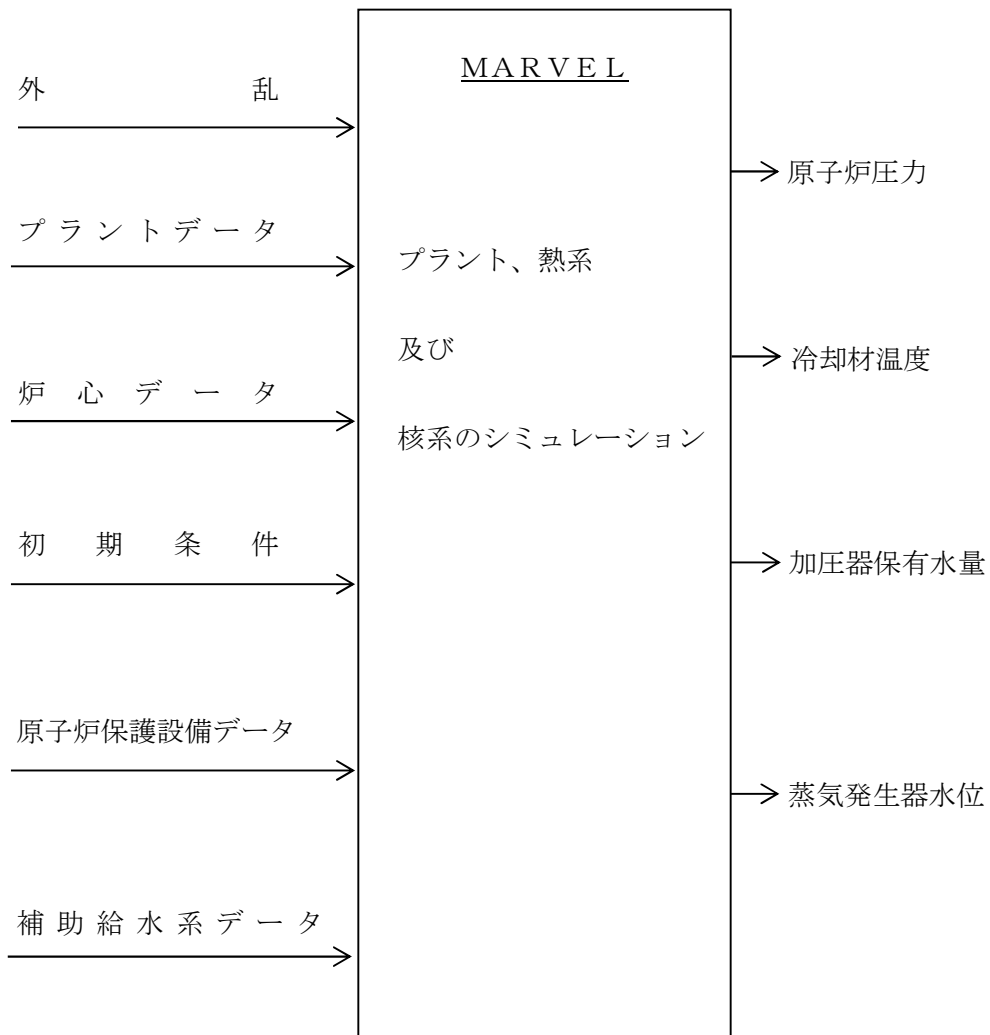 外乱
プラントデータ
炉心データ
初期条件
原子炉保護設備データ
補助給水系データ
ＭＡＲＶＥＬ
プラント、熱系
及び
核系のシミュレーション
原子炉圧力
冷却材温度
加圧器保有水量
蒸気発生器水位